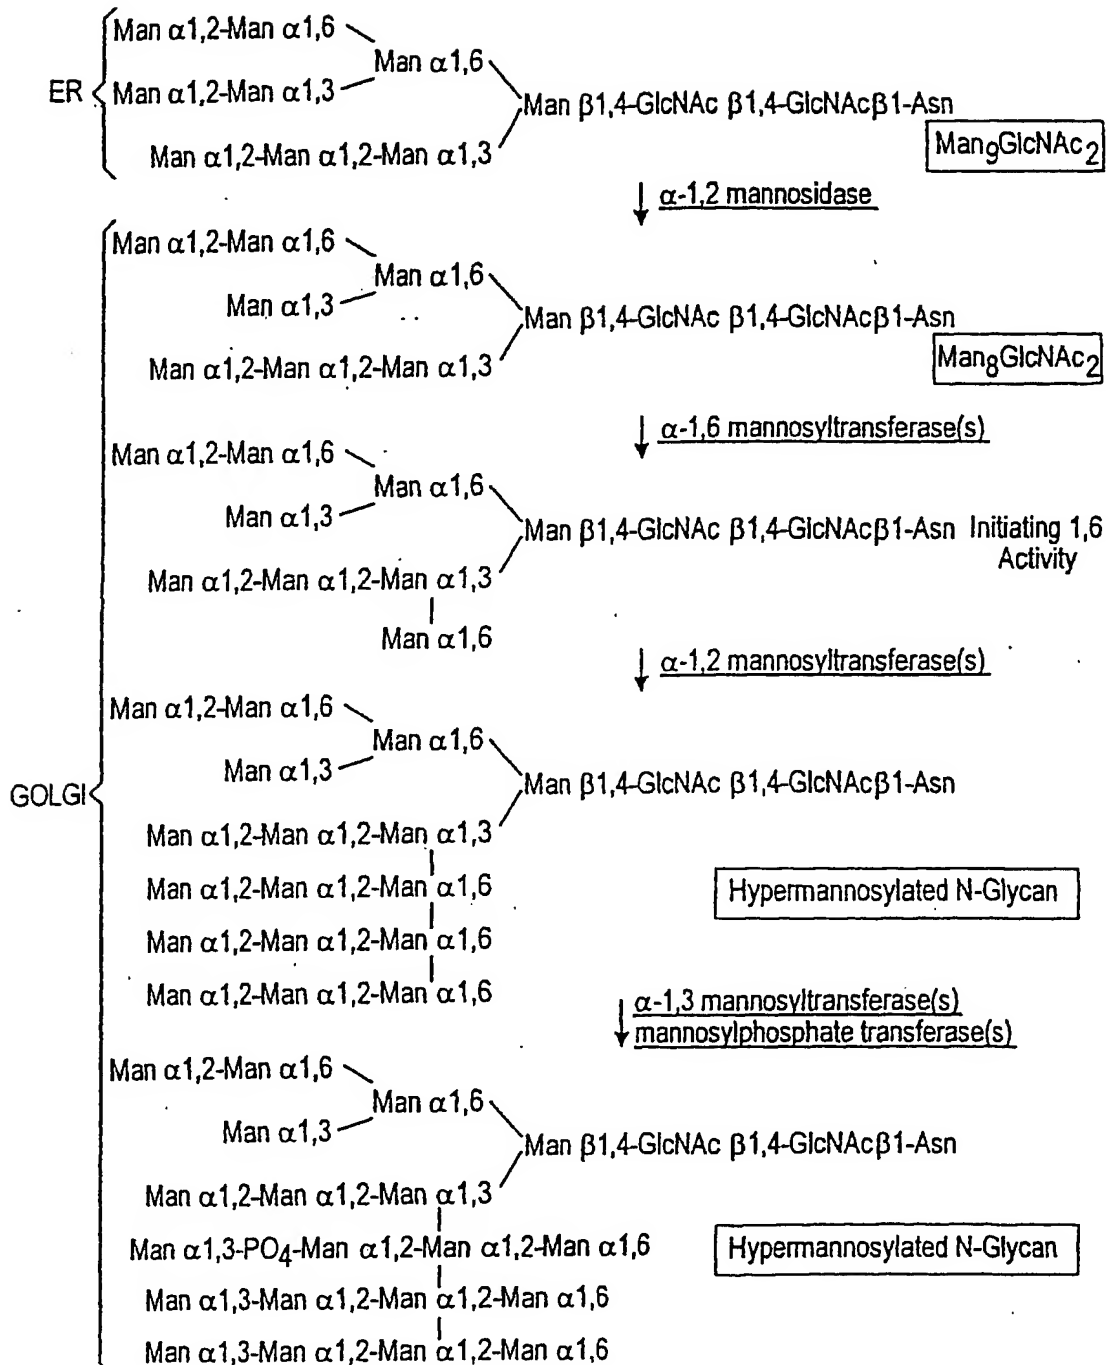 Man α1,2-Man α1,6
Man α1,6
ER
Man α1,2-Man α1,3
Man β1,4-GlcNAc β1,4-GlcNAcβ1-Asn
Man α1,2-Man α1,2-Man α1,3
Man9GlcNAc2
α-1,2 mannosidase
Man α1,2-Man α1,6
Man α1,6
Man α1,3
Man β1,4-GlcNAc β1,4-GlcNAcβ1-Asn
Man α1,2-Man α1,2-Man α1,3
Man8GlcNAc2
α-1,6 mannosyltransferase(s)
Man α1,2-Man α1,6
Man α1,6
Man α1,3
Man β1,4-GlcNAc β1,4-GlcNAcβ1-Asn Initiating 1,6
Activity
Man α1,2-Man α1,2-Man α1,3
Man α1,6
α-1,2 mannosyltransferase(s)
Man α1,2-Man α1,6
Man α1,6
Man α1,3
GOLGI
Man β1,4-GlcNAc β1,4-GlcNAcβ1-Asn
Man α1,2-Man α1,2-Man α1,3
Man α1,2-Man α1,2-Man α1,6
Hypermannosylated N-Glycan
Man α1,2-Man α1,2-Man α1,6
Man α1,2-Man α1,2-Man α1,6
α-1,3 mannosyltransferase(s)
mannosylphosphate transferase(s)
Man α1,2-Man α1,6
Man α1,6
Man α1,3
Man β1,4-GlcNAc β1,4-GlcNAcβ1-Asn
Man α1,2-Man α1,2-Man α1,3
Man α1,3-PO4-Man α1,2-Man α1,2-Man α1,6
Hypermannosylated N-Glycan
Man α1,3-Man α1,2-Man α1,2-Man α1,6
Man α1,3-Man α1,2-Man α1,2-Man α1,6